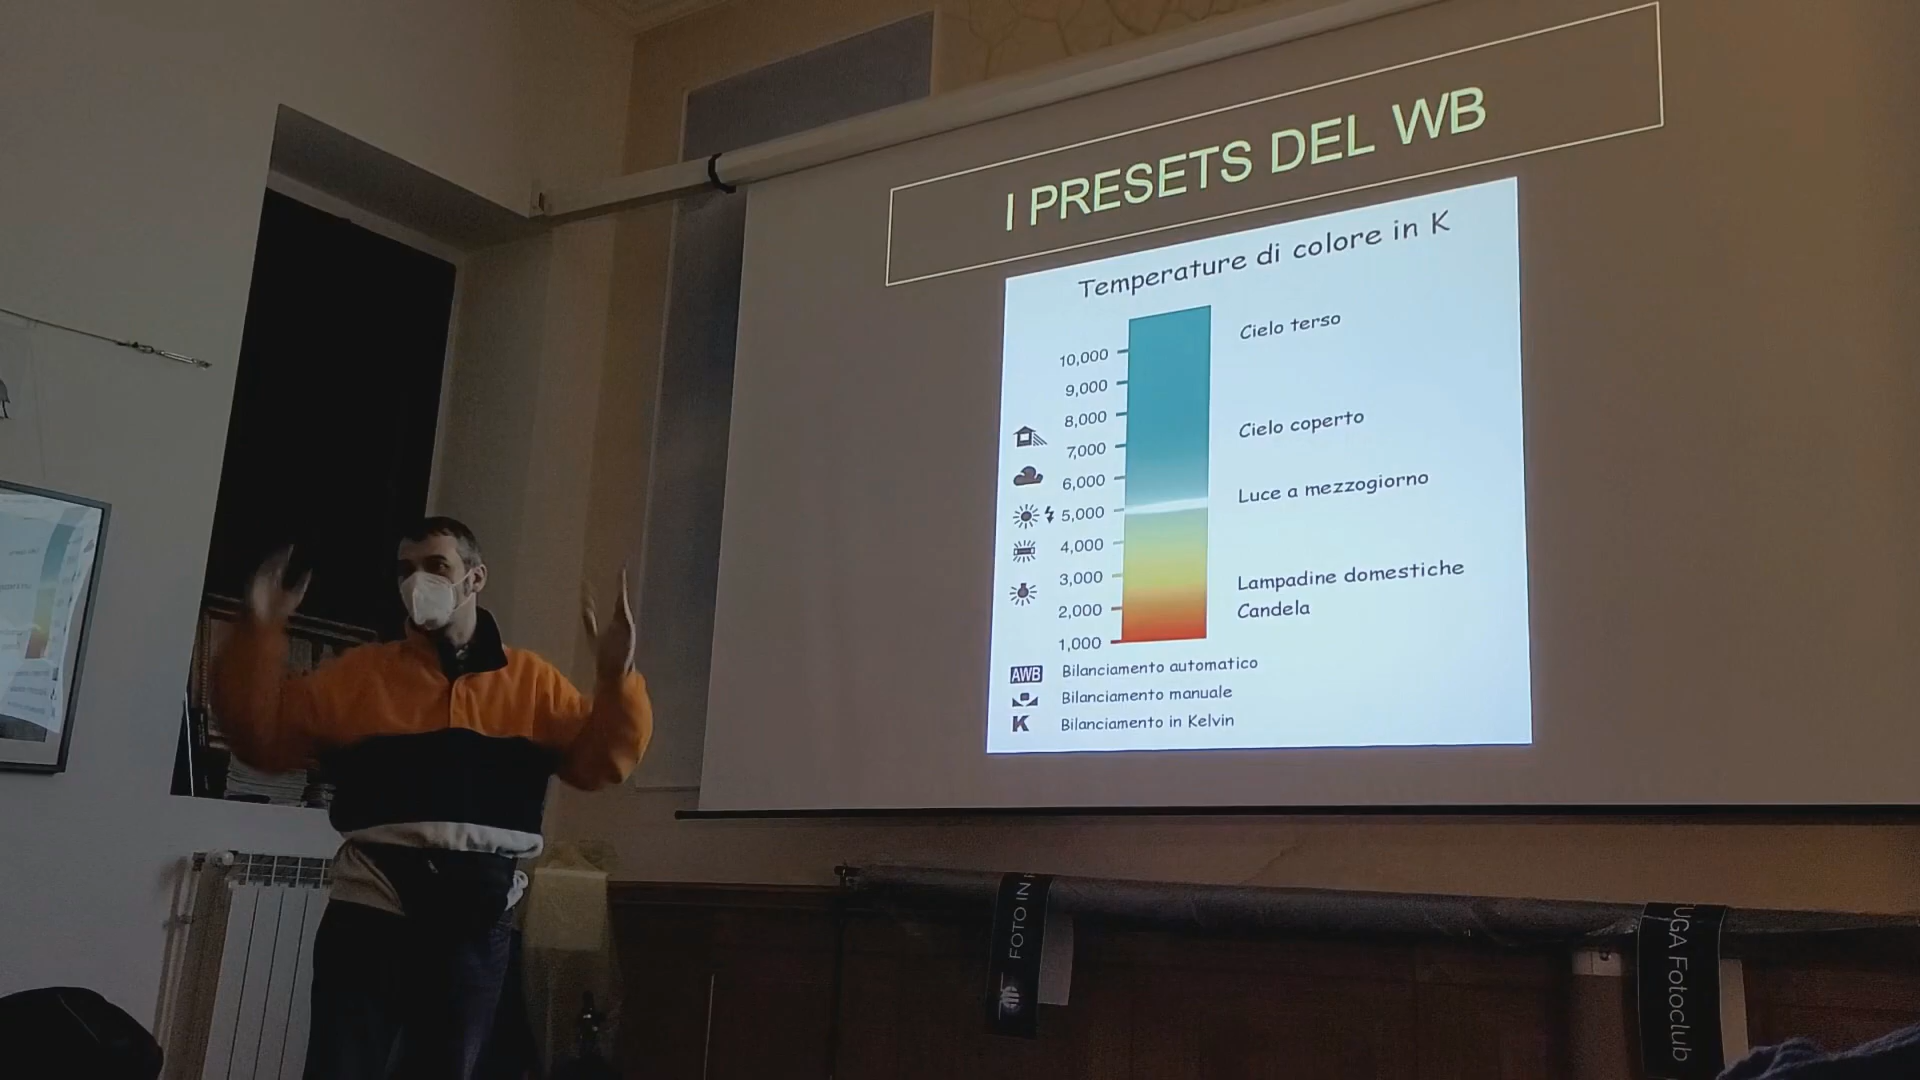 I PRESETS DEL WB
Temperature di colore in K
10,000
9,000
8,000
7,000
6,000
5,000
4,000
3,000
2,000
1,000
Cielo terso
Cielo coperto
Luce a mezzogiorno
Lampadine domestiche
Candela
AWB Bilanciamento automatico
Bilanciamento manuale
K Bilanciamento in Kelvin
FOTO IN
UGA Fotoclub